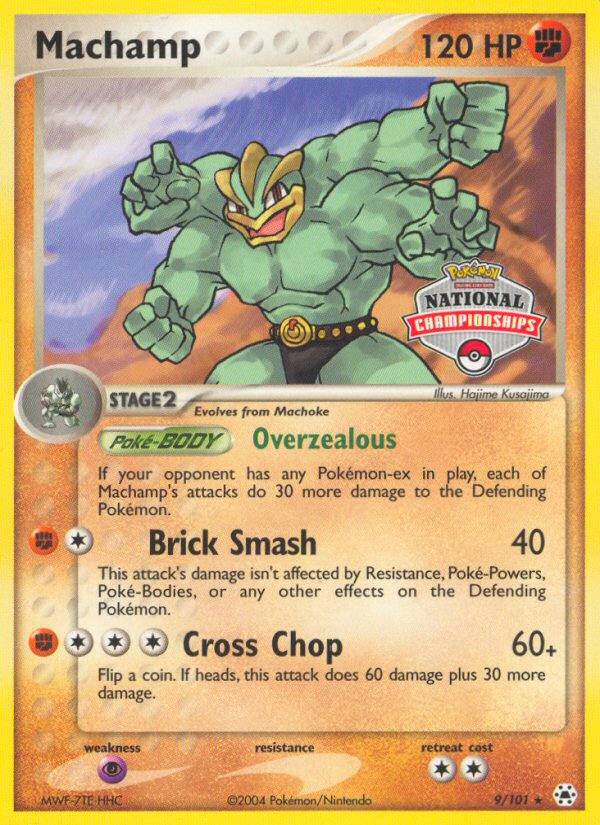 Machamp 120 HP
Pokémon
NATIONAL
CHAMPIONSHIPS
Illus. Hajime Kusajima
STAGE2
Evolves from Machoke
Poké-BODY Overzealous
If your opponent has any Pokémon-ex in play, each of
Machamp's attacks do 30 more damage to the Defending
Pokémon.
Brick Smash 40
This attack's damage isn't affected by Resistance, Poké-Powers,
Poké-Bodies, or any other effects on the Defending
Pokémon.
Cross Chop 60+
Flip a coin. If heads, this attack does 60 damage plus 30 more
damage.
weakness resistance retreat cost
MWF-7TE-HHC ©2004 Pokémon/Nintendo 9/101 ★